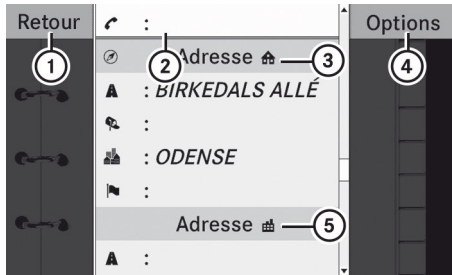 Retour
Options
:
1
2
Adresse
3
4
: BIRKEDALS ALLÉ
:
: ODENSE
:
Adresse
5
: